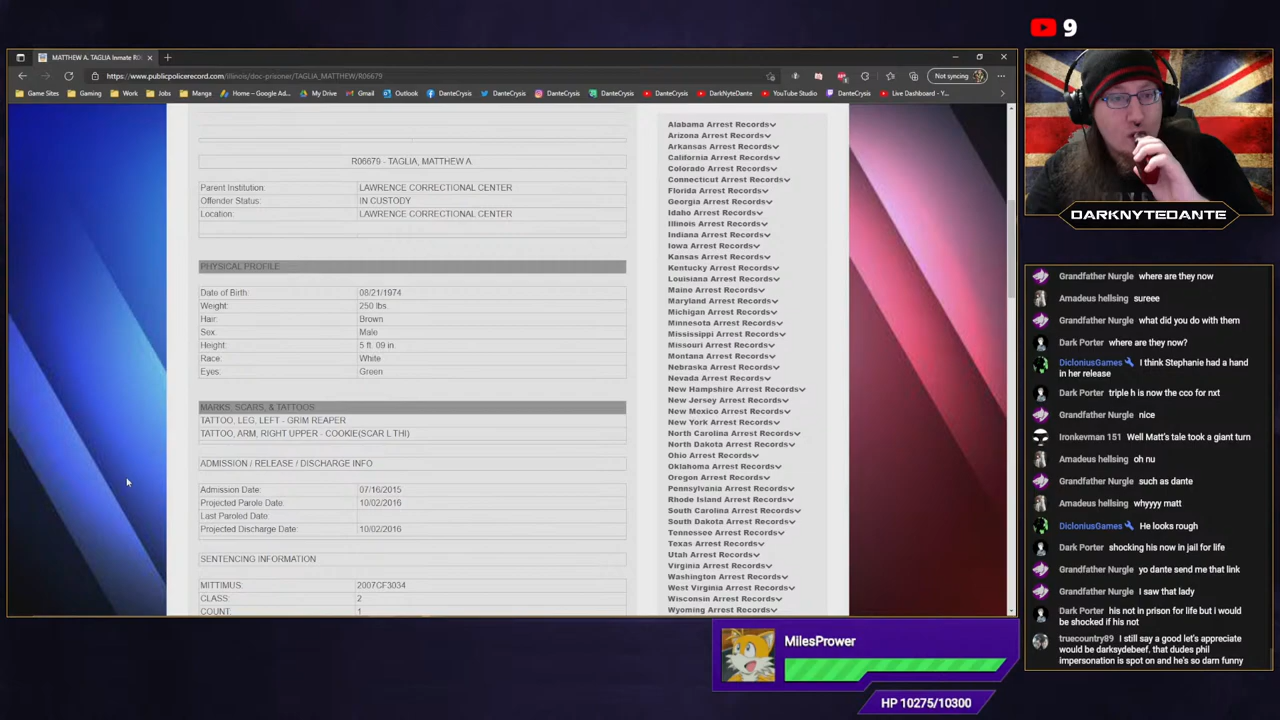 9
MATTHEW A. TAGLIA Inmate R0
https://www.publicpolicerecord.com/illinois/doc-prisoner/TAGLIA_MATTHEW/R06679
Not syncing
Game Sites
Gaming
Work
Jobs
Manga
Home – Google Ad...
My Drive
Gmail
Outlook
DanteCrysis
DanteCrysis
DanteCrysis
DanteCrysis
DanteCrysis
DarkNyteDante
YouTube Studio
DanteCrysis
Live Dashboard - Y...
R06679 - TAGLIA, MATTHEW A.
Parent Institution: LAWRENCE CORRECTIONAL CENTER
Offender Status: IN CUSTODY
Location: LAWRENCE CORRECTIONAL CENTER
PHYSICAL PROFILE
Date of Birth: 08/21/1974
Weight: 250 lbs.
Hair: Brown
Sex: Male
Height: 5 ft. 09 in.
Race: White
Eyes: Green
MARKS, SCARS, & TATTOOS
TATTOO, LEG, LEFT - GRIM REAPER
TATTOO, ARM, RIGHT UPPER - COOKIE(SCAR L THI)
ADMISSION / RELEASE / DISCHARGE INFO
Admission Date: 07/16/2015
Projected Parole Date: 10/02/2016
Last Paroled Date:
Projected Discharge Date: 10/02/2016
SENTENCING INFORMATION
MITTIMUS: 2007CF3034
CLASS: 2
COUNT: 1
Alabama Arrest Records
Arizona Arrest Records
Arkansas Arrest Records
California Arrest Records
Colorado Arrest Records
Connecticut Arrest Records
Florida Arrest Records
Georgia Arrest Records
Idaho Arrest Records
Illinois Arrest Records
Indiana Arrest Records
Iowa Arrest Records
Kansas Arrest Records
Kentucky Arrest Records
Louisiana Arrest Records
Maine Arrest Records
Maryland Arrest Records
Michigan Arrest Records
Minnesota Arrest Records
Mississippi Arrest Records
Missouri Arrest Records
Montana Arrest Records
Nebraska Arrest Records
Nevada Arrest Records
New Hampshire Arrest Records
New Jersey Arrest Records
New Mexico Arrest Records
New York Arrest Records
North Carolina Arrest Records
North Dakota Arrest Records
Ohio Arrest Records
Oklahoma Arrest Records
Oregon Arrest Records
Pennsylvania Arrest Records
Rhode Island Arrest Records
South Carolina Arrest Records
South Dakota Arrest Records
Tennessee Arrest Records
Texas Arrest Records
Utah Arrest Records
Virginia Arrest Records
Washington Arrest Records
West Virginia Arrest Records
Wisconsin Arrest Records
Wyoming Arrest Records
DARKNYTEDANTE
Grandfather Nurgle where are they now
Amadeus hellsing sureee
Grandfather Nurgle what did you do with them
Dark Porter where are they now?
DicloniusGames I think Stephanie had a hand
in her release
Dark Porter triple h is now the cco for nxt
Grandfather Nurgle nice
Ironkevman 151 Well Matt's tale took a giant turn
Amadeus hellsing oh nu
Grandfather Nurgle such as dante
Amadeus hellsing whyyyy matt
DicloniusGames He looks rough
Dark Porter shocking his now in jail for life
Grandfather Nurgle yo dante send me that link
Grandfather Nurgle I saw that lady
Dark Porter his not in prison for life but i would
be shocked if his not
truecountry89 I still say a good let's appreciate
would be darksydebeef. that dudes phil
impersonation is spot on and he's so darn funny
MilesPrower
HP 10275/10300